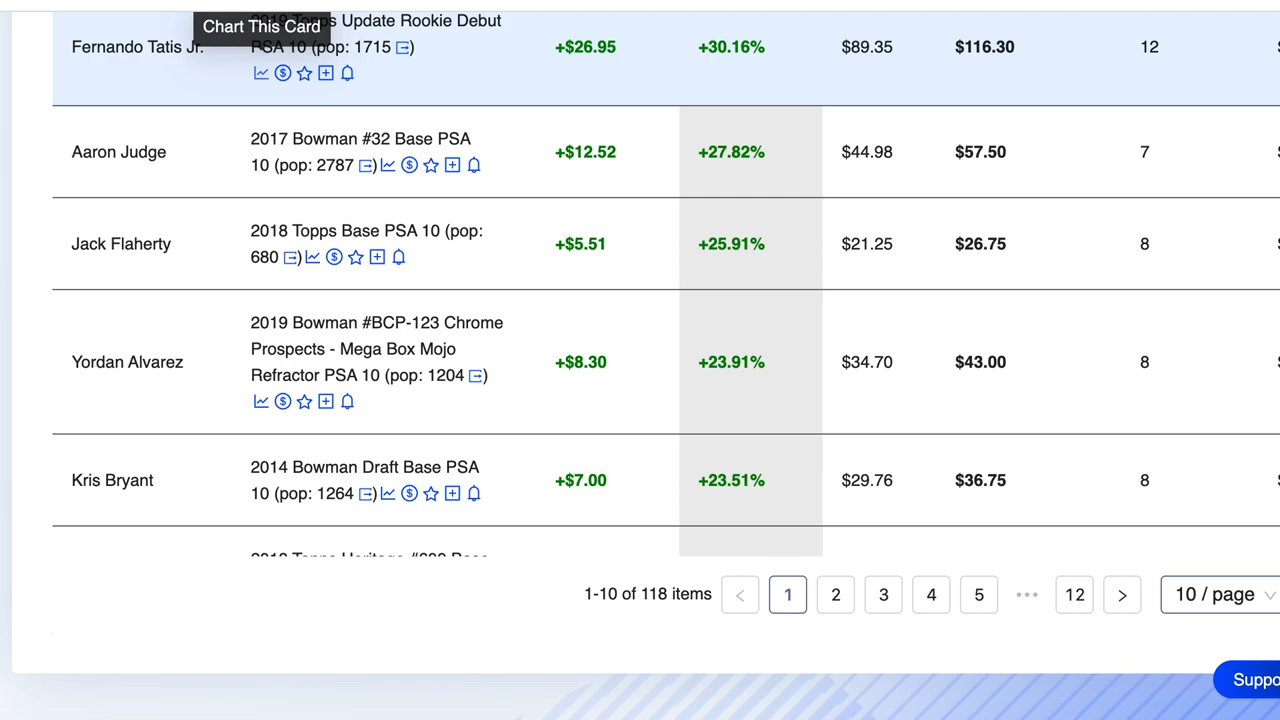 Chart This Card
2019 Topps Update Rookie Debut
Fernando Tatis Jr. PSA 10 (pop: 1715 ) +$26.95 +30.16% $89.35 $116.30 12
Aaron Judge 2017 Bowman #32 Base PSA +$12.52 +27.82% $44.98 $57.50 7
10 (pop: 2787 )
Jack Flaherty 2018 Topps Base PSA 10 (pop: +$5.51 +25.91% $21.25 $26.75 8
680 )
2019 Bowman #BCP-123 Chrome
Yordan Alvarez Prospects - Mega Box Mojo +$8.30 +23.91% $34.70 $43.00 8
Refractor PSA 10 (pop: 1204 )
Kris Bryant 2014 Bowman Draft Base PSA +$7.00 +23.51% $29.76 $36.75 8
10 (pop: 1264 )
1-10 of 118 items < 1 2 3 4 5 ••• 12 > 10 / page
Suppo